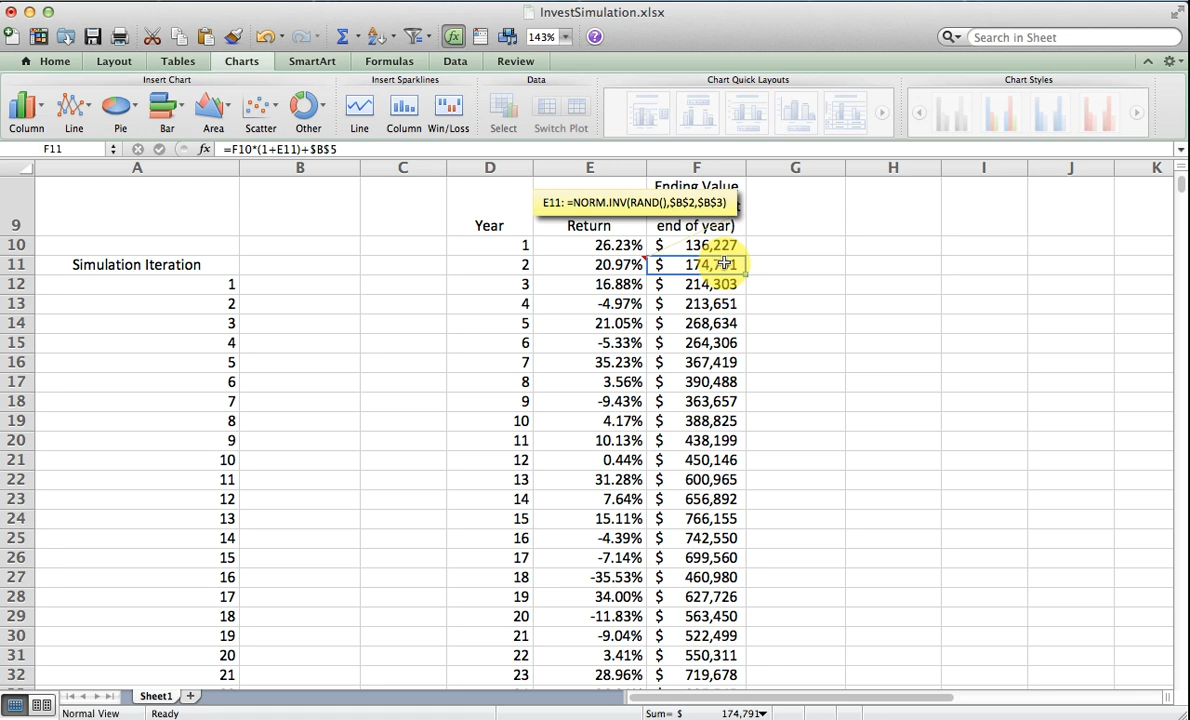 InvestSimulation.xlsx
143%
Search in Sheet
Home Layout Tables Charts SmartArt Formulas Data Review
Insert Chart Insert Sparklines Data Chart Quick Layouts Chart Styles
Column Line Pie Bar Area Scatter Other Line Column Win/Loss Select Switch Plot
F11 fx =F10*(1+E11)+$B$5
A B C D E F G H I J K
Ending Value
E11: =NORM.INV(RAND(),$B$2,$B$3)
9 Year Return end of year)
10 1 26.23% $ 136,227
11 Simulation Iteration 2 20.97% $ 174,791
12 1 3 16.88% $ 214,303
13 2 4 -4.97% $ 213,651
14 3 5 21.05% $ 268,634
15 4 6 -5.33% $ 264,306
16 5 7 35.23% $ 367,419
17 6 8 3.56% $ 390,488
18 7 9 -9.43% $ 363,657
19 8 10 4.17% $ 388,825
20 9 11 10.13% $ 438,199
21 10 12 0.44% $ 450,146
22 11 13 31.28% $ 600,965
23 12 14 7.64% $ 656,892
24 13 15 15.11% $ 766,155
25 14 16 -4.39% $ 742,550
26 15 17 -7.14% $ 699,560
27 16 18 -35.53% $ 460,980
28 17 19 34.00% $ 627,726
29 18 20 -11.83% $ 563,450
30 19 21 -9.04% $ 522,499
31 20 22 3.41% $ 550,311
32 21 23 28.96% $ 719,678
Sheet1
Normal View Ready Sum= $ 174,791